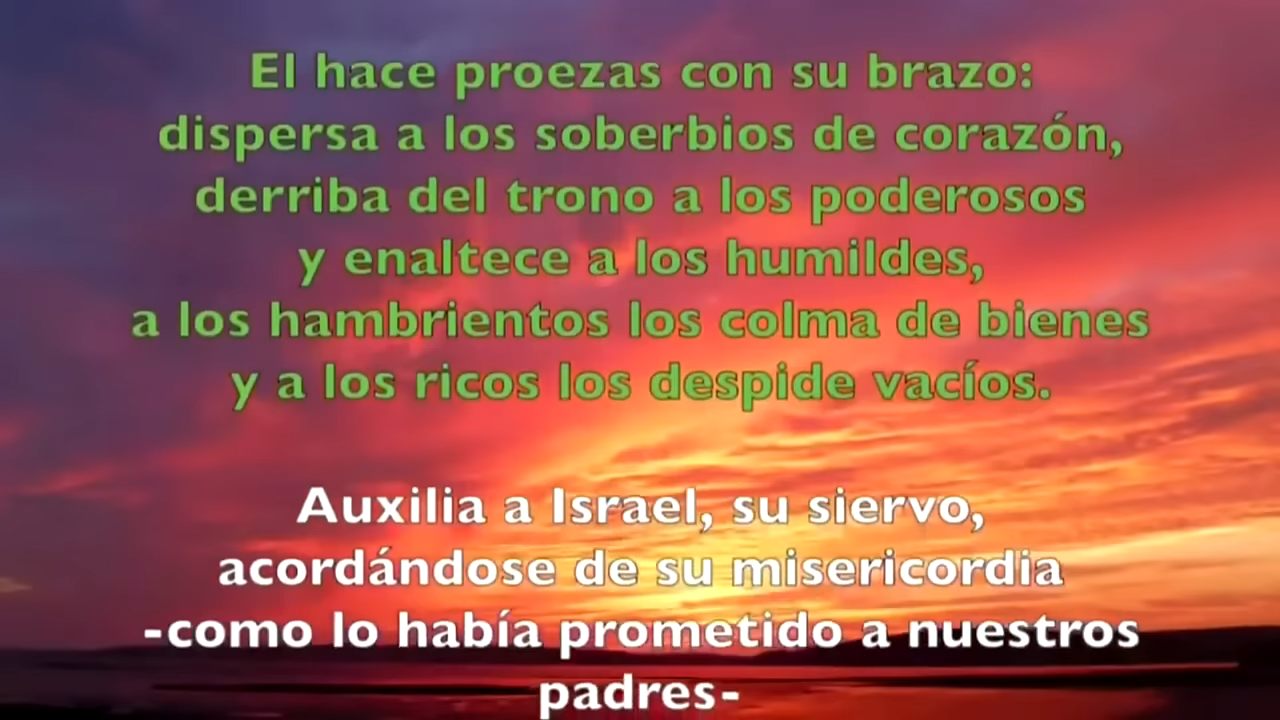 El hace proezas con su brazo:
dispersa a los soberbios de corazón,
derriba del trono a los poderosos
y enaltece a los humildes,
a los hambrientos los colma de bienes
y a los ricos los despide vacíos.
Auxilia a Israel, su siervo,
acordándose de su misericordia
-como lo había prometido a nuestros
padres-